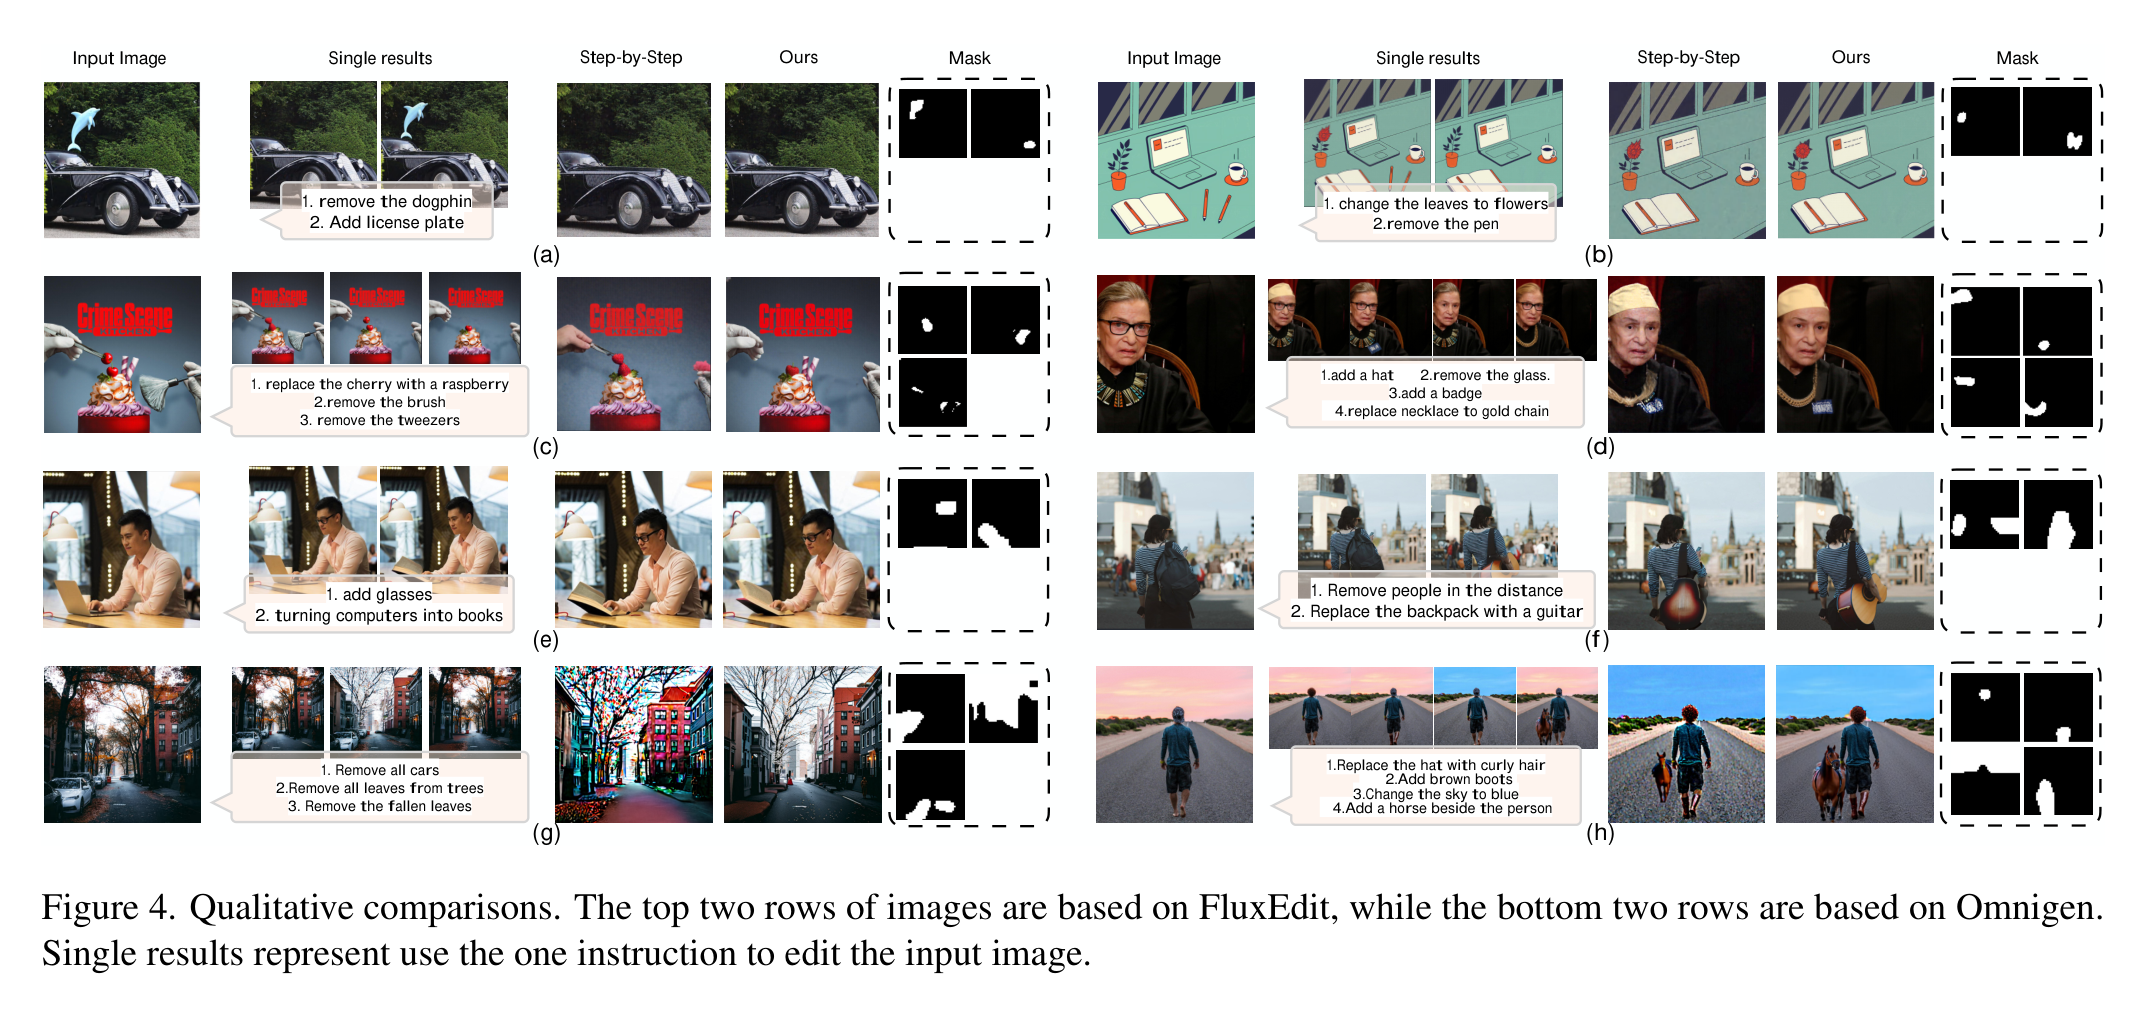 Input Image Single results Step-by-Step Ours Mask Input Image Single results Step-by-Step Ours Mask
1. remove the dogphin
2. Add license plate
(a)
1. change the leaves to flowers
2.remove the pen
(b)
Crime Scene
1. replace the cherry with a raspberry
2.remove the brush
3. remove the tweezers
(c)
1.add a hat 2.remove the glass.
3.add a badge
4.replace necklace to gold chain
(d)
1. add glasses
2. turning computers into books
(e)
1. Remove people in the distance
2. Replace the backpack with a guitar
(f)
1. Remove all cars
2.Remove all leaves from trees
3. Remove the fallen leaves
(g)
1.Replace the hat with curly hair
2.Add brown boots
3.Change the sky to blue
4.Add a horse beside the person
(h)
Figure 4. Qualitative comparisons. The top two rows of images are based on FluxEdit, while the bottom two rows are based on Omnigen.
Single results represent use the one instruction to edit the input image.